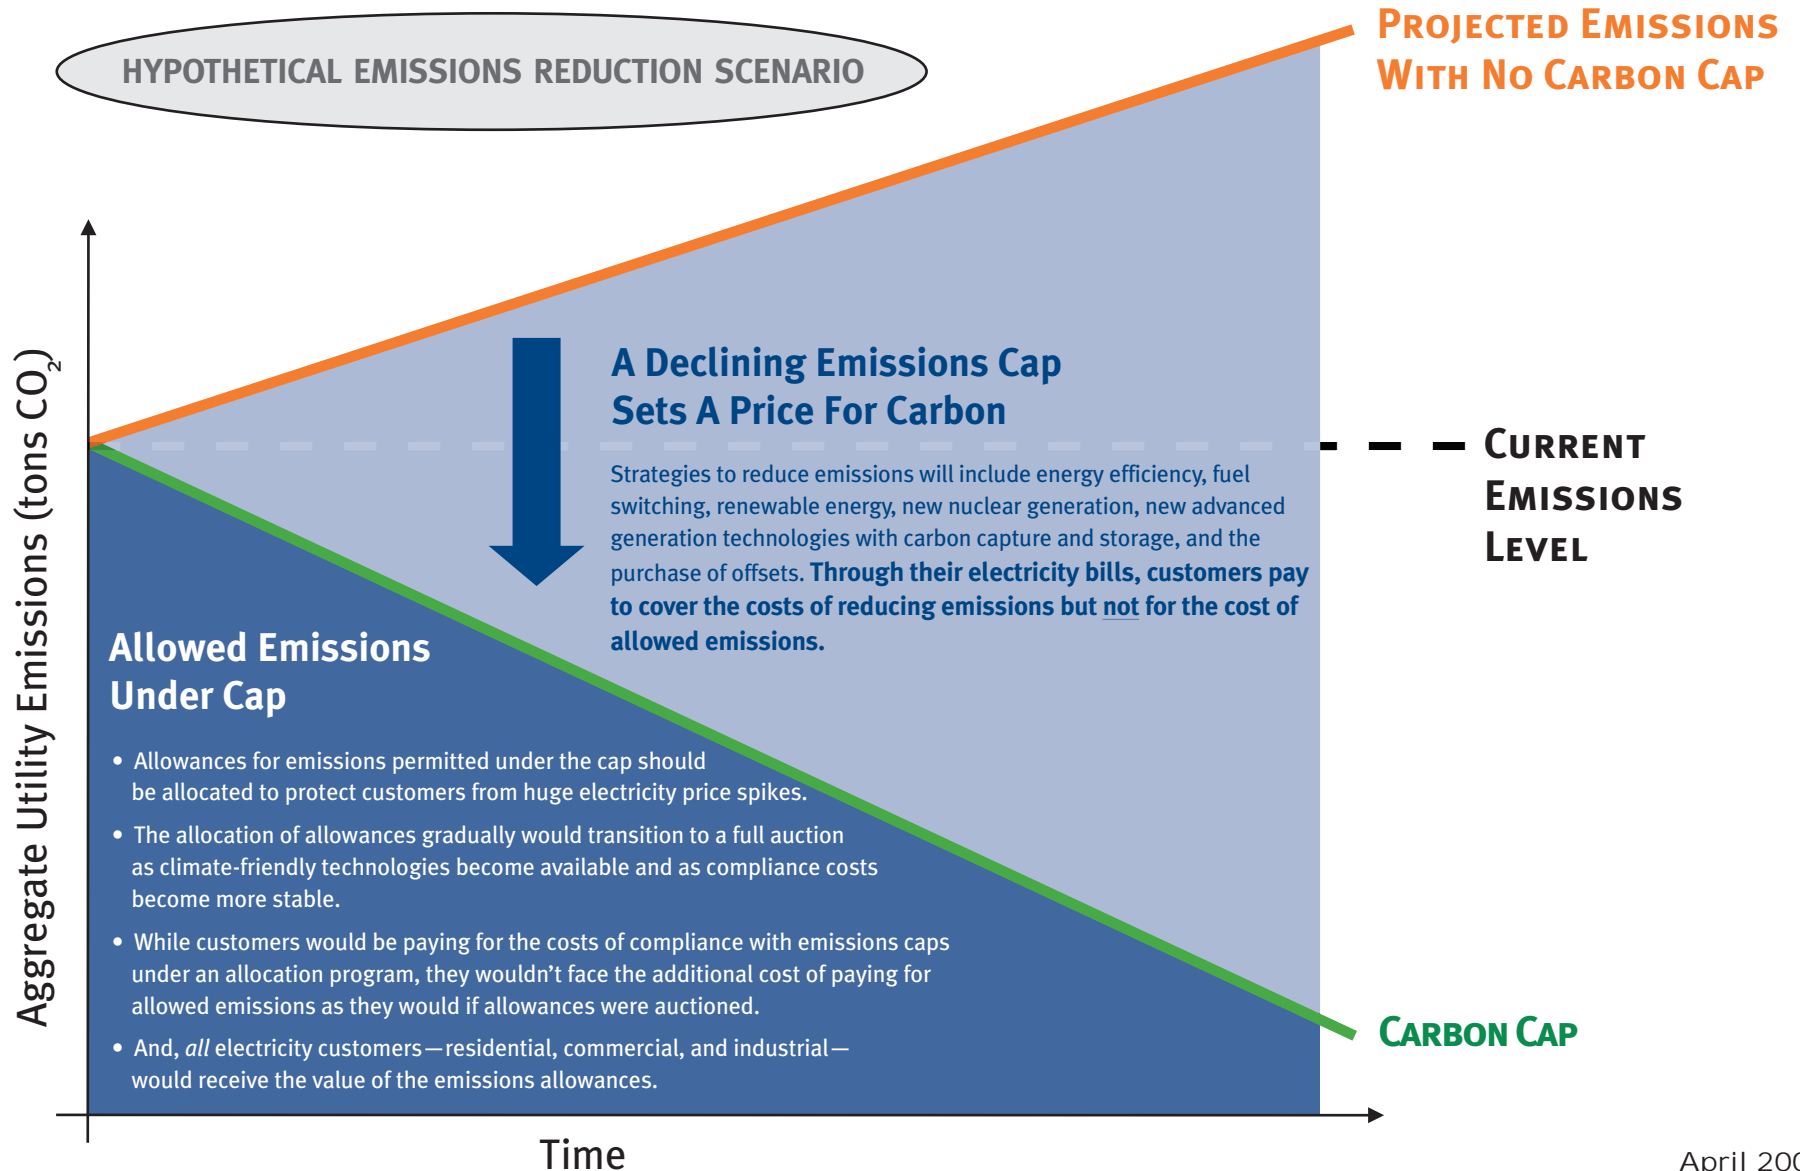 HYPOTHETICAL EMISSIONS REDUCTION SCENARIO
PROJECTED EMISSIONS
WITH NO CARBON CAP
Aggregate Utility Emissions (tons CO₂)
A Declining Emissions Cap
Sets A Price For Carbon
CURRENT
EMISSIONS
LEVEL
Strategies to reduce emissions will include energy efficiency, fuel
switching, renewable energy, new nuclear generation, new advanced
generation technologies with carbon capture and storage, and the
purchase of offsets. Through their electricity bills, customers pay
to cover the costs of reducing emissions but not for the cost of
allowed emissions.
Allowed Emissions
Under Cap
• Allowances for emissions permitted under the cap should
be allocated to protect customers from huge electricity price spikes.
• The allocation of allowances gradually would transition to a full auction
as climate-friendly technologies become available and as compliance costs
become more stable.
• While customers would be paying for the costs of compliance with emissions caps
under an allocation program, they wouldn't face the additional cost of paying for
allowed emissions as they would if allowances were auctioned.
• And, all electricity customers—residential, commercial, and industrial—
would receive the value of the emissions allowances.
CARBON CAP
Time
April